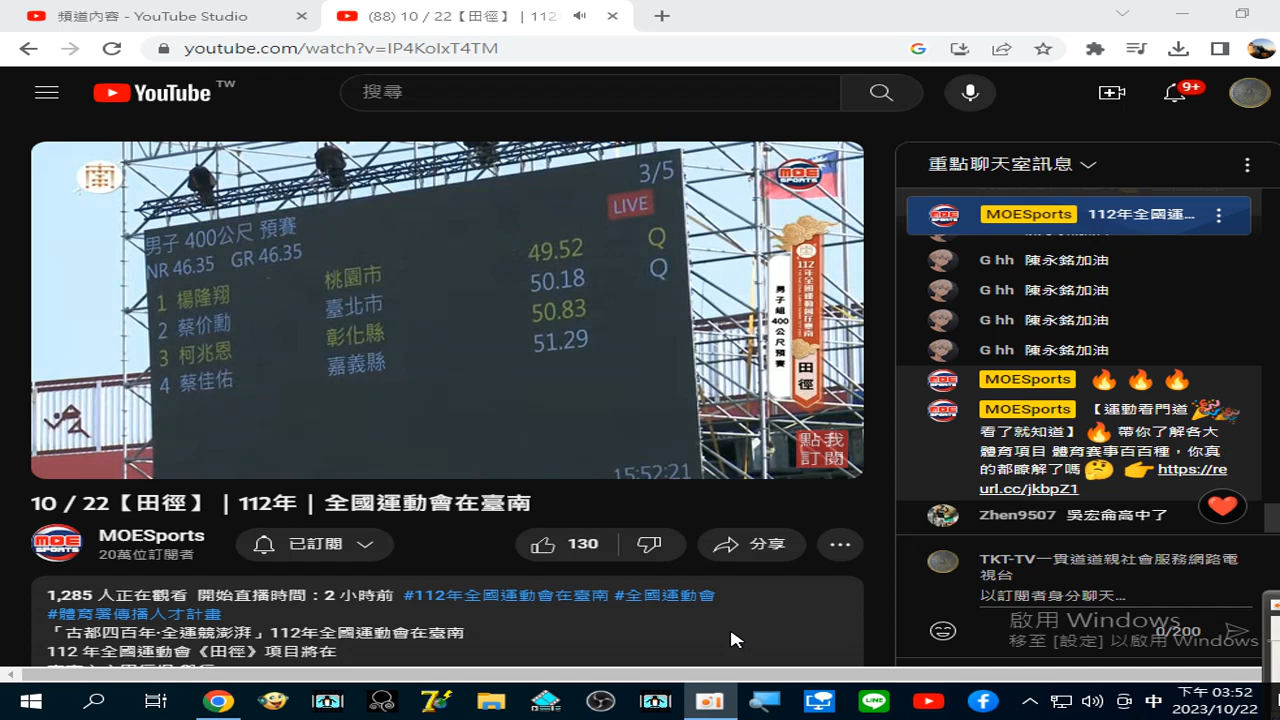 頻道內容 - YouTube Studio
(88) 10 / 22【田徑】 | 112
youtube.com/watch?v=IP4KoIxT4TM
YouTube TW
搜尋
9+
南
3/5
LIVE
男子 400公尺 預賽
NR 46.35 GR 46.35
1 楊隆翔 桃園市 49.52 Q
2 蔡价勳 臺北市 50.18 Q
3 柯兆恩 彰化縣 50.83
4 蔡佳佑 嘉義縣 51.29
15:52:21
MOE SPORTS
112年全國運動會在臺南
男子組400公尺預賽
田徑
點我
訂閱
10 / 22【田徑】｜112年｜全國運動會在臺南
MOE SPORTS
MOESports
20萬位訂閱者
已訂閱
130
分享
1,285 人正在觀看 開始直播時間：2 小時前 #112年全國運動會在臺南 #全國運動會
#體育署傳播人才計畫
「古都四百年·全運競澎湃」112年全國運動會在臺南
112 年全國運動會《田徑》項目將在
重點聊天室訊息
MOESports 112年全國運...
G hh 陳永銘加油
G hh 陳永銘加油
G hh 陳永銘加油
G hh 陳永銘加油
MOESports 🔥 🔥 🔥
MOESports 【運動看門道🎉
看了就知道】🔥 帶你了解各大
體育項目 體育賽事百百種，你真
的都瞭解了嗎🤔 👉 https://re
url.cc/jkbpZ1
Zhen9507 吳宏侖高中了
TKT-TV一貫道道親社會服務網路電
視台
以訂閱者身分聊天...
0/200
啟用 Windows
移至 [設定] 以啟用 Windows
中
下午 03:52
2023/10/22